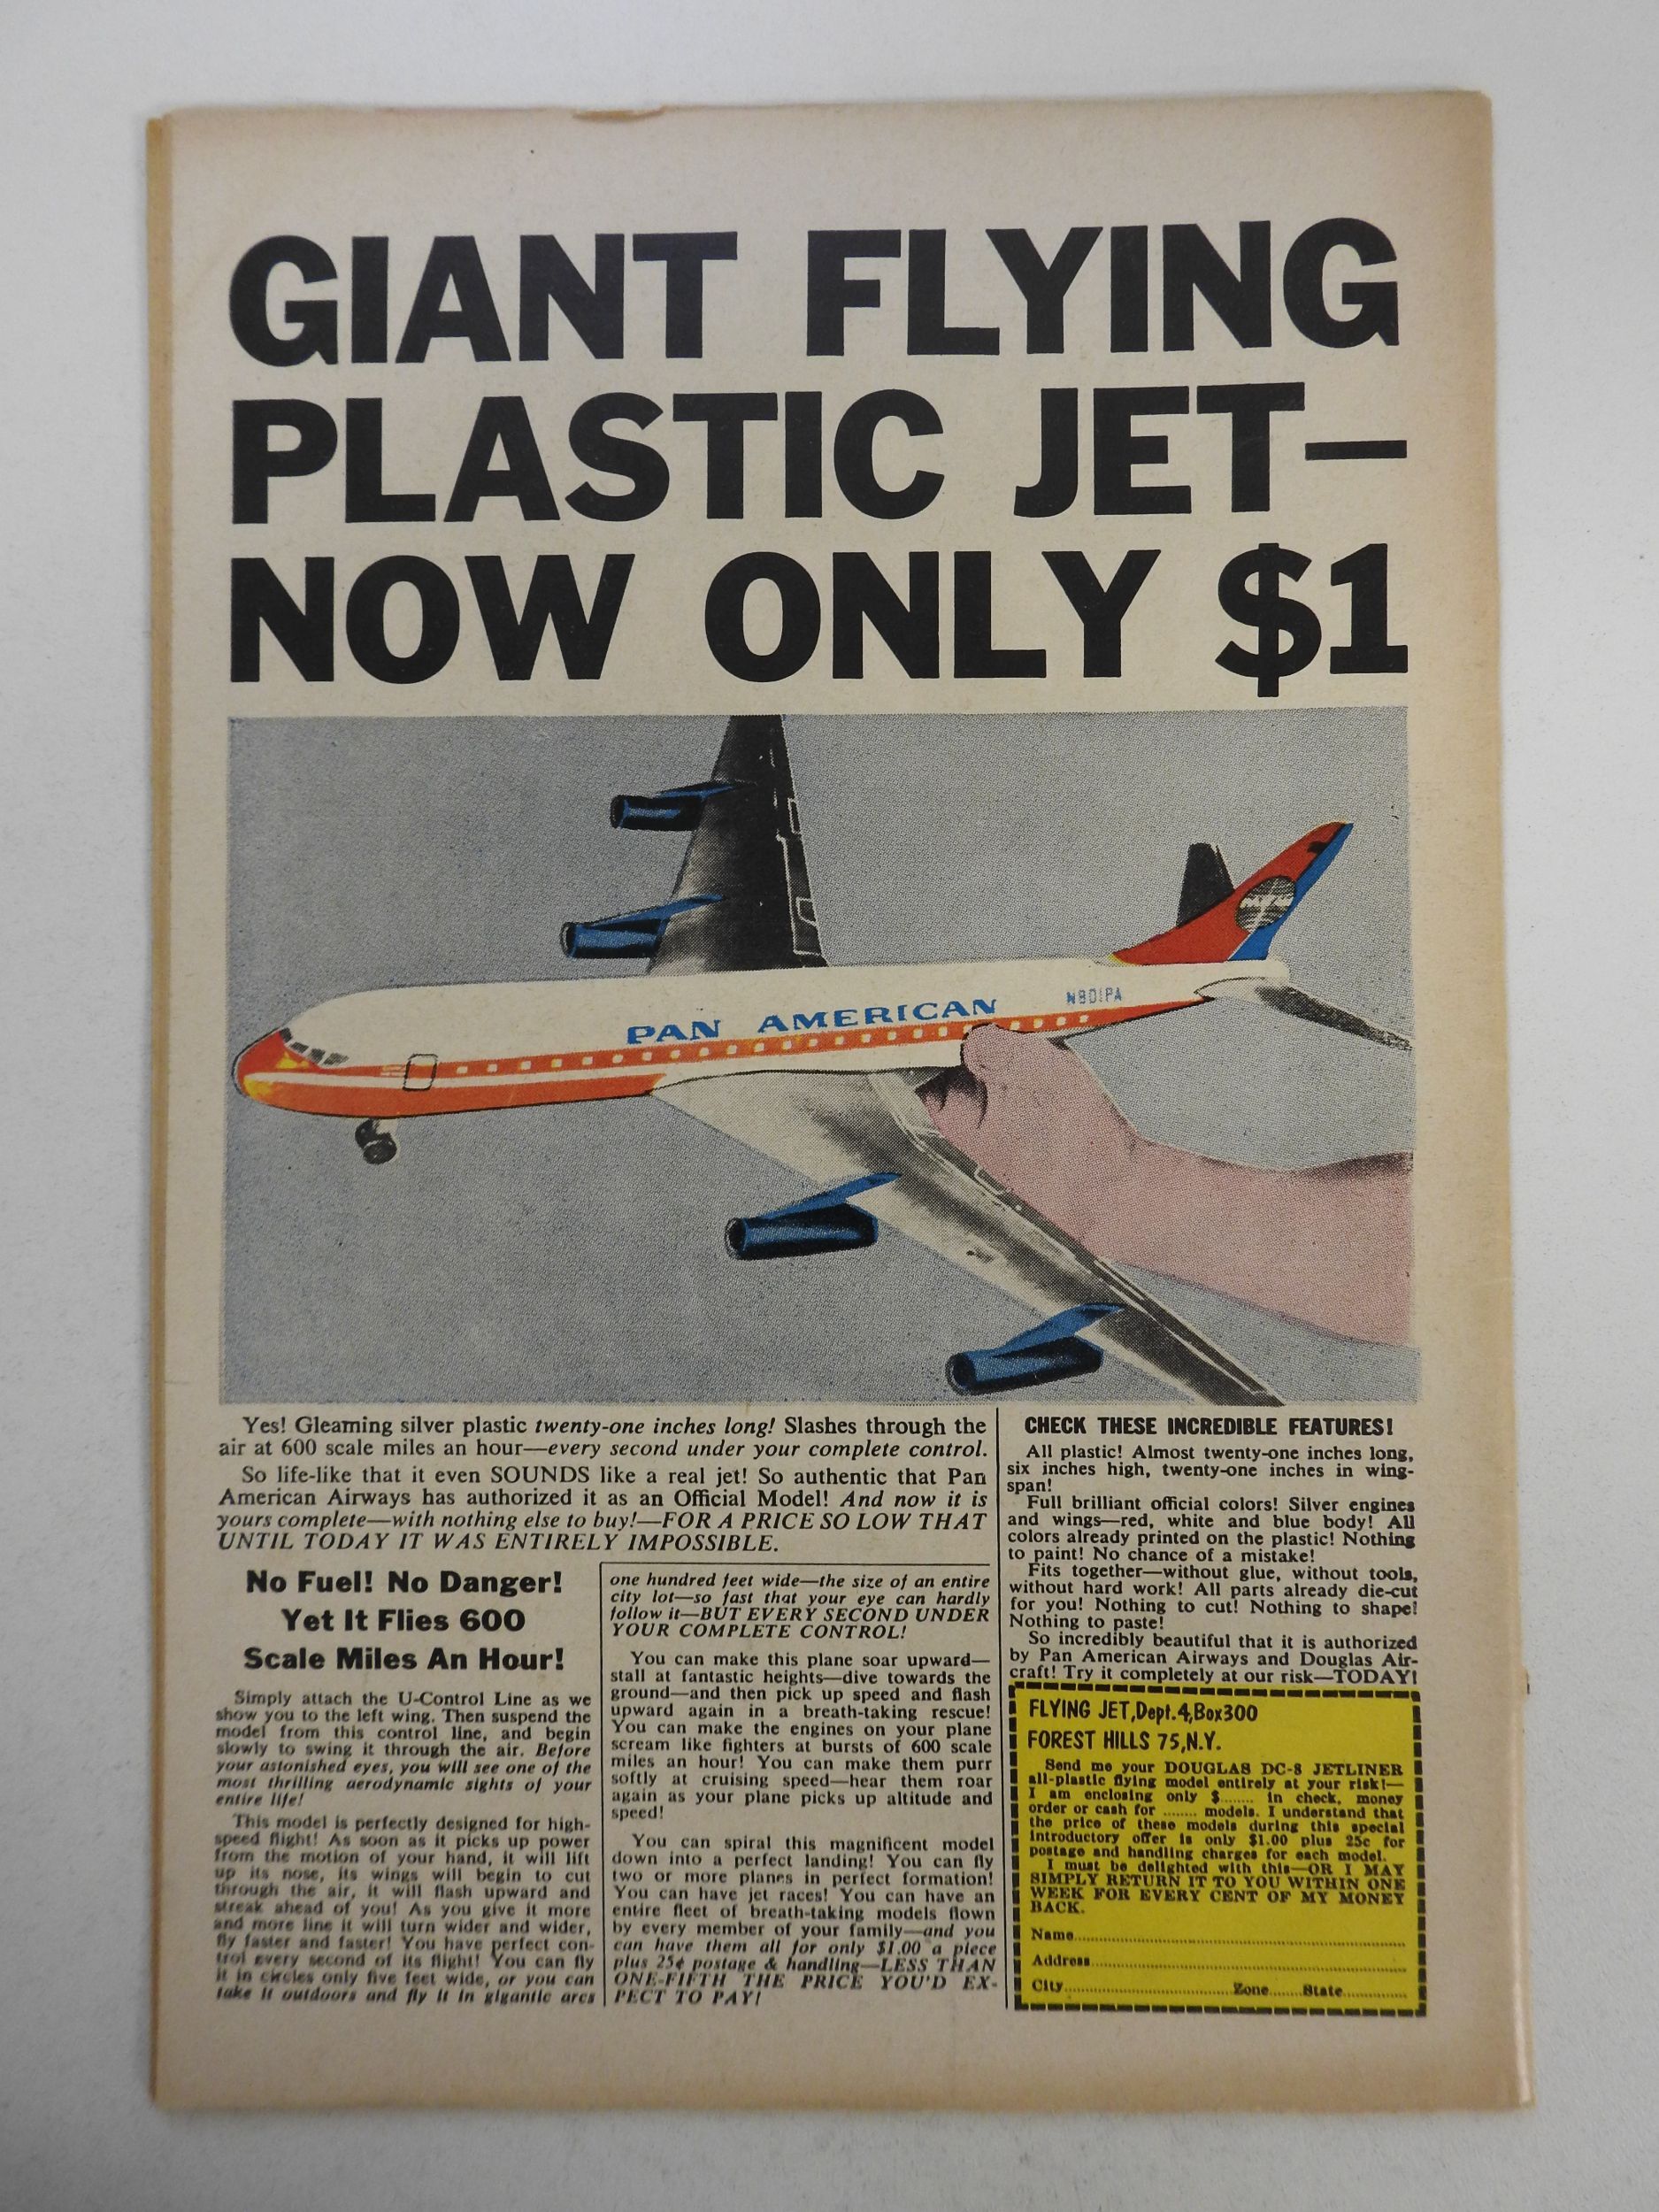 GIANT FLYING
PLASTIC JET—
NOW ONLY $1
PAN AM
PAN AMERICAN
N801PA
Yes! Gleaming silver plastic twenty-one inches long! Slashes through the
air at 600 scale miles an hour—every second under your complete control.
So life-like that it even SOUNDS like a real jet! So authentic that Pan
American Airways has authorized it as an Official Model! And now it is
yours complete—with nothing else to buy!—FOR A PRICE SO LOW THAT
UNTIL TODAY IT WAS ENTIRELY IMPOSSIBLE.
No Fuel! No Danger!
Yet It Flies 600
Scale Miles An Hour!
Simply attach the U-Control Line as we
show you to the left wing. Then suspend the
model from this control line, and begin
slowly to swing it through the air. Before
your astonished eyes, you will see one of the
most thrilling aerodynamic sights of your
entire life!
This model is perfectly designed for high-
speed flight! As soon as it picks up power
from the motion of your hand, it will lift
up its nose, its wings will begin to cut
through the air, it will flash upward and
streak ahead of you! As you give it more
and more line it will turn wider and wider,
fly faster and faster! You have perfect con-
trol every second of its flight! You can fly
it in circles only five feet wide, or you can
take it outdoors and fly it in gigantic arcs
one hundred feet wide—the size of an entire
city lot—so fast that your eye can hardly
follow it—BUT EVERY SECOND UNDER
YOUR COMPLETE CONTROL!
You can make this plane soar upward—
stall at fantastic heights—dive towards the
ground—and then pick up speed and flash
upward again in a breath-taking rescue!
You can make the engines on your plane
scream like fighters at bursts of 600 scale
miles an hour! You can make them purr
softly at cruising speed—hear them roar
again as your plane picks up altitude and
speed!
You can spiral this magnificent model
down into a perfect landing! You can fly
two or more planes in perfect formation!
You can have jet races! You can have an
entire fleet of breath-taking models flown
by every member of your family—and you
can have them all for only $1.00 a piece
plus 25¢ postage & handling—LESS THAN
ONE-FIFTH THE PRICE YOU'D EX-
PECT TO PAY!
CHECK THESE INCREDIBLE FEATURES!
All plastic! Almost twenty-one inches long,
six inches high, twenty-one inches in wing-
span!
Full brilliant official colors! Silver engines
and wings—red, white and blue body! All
colors already printed on the plastic! Nothing
to paint! No chance of a mistake!
Fits together—without glue, without tools,
without hard work! All parts already die-cut
for you! Nothing to cut! Nothing to shape!
Nothing to paste!
So incredibly beautiful that it is authorized
by Pan American Airways and Douglas Air-
craft! Try it completely at our risk—TODAY!
FLYING JET, Dept. 4, Box 300
FOREST HILLS 75, N.Y.
Send me your DOUGLAS DC-8 JETLINER
all-plastic flying model entirely at your risk!—
I am enclosing only $........ in check, money
order or cash for ........ models. I understand that
the price of these models during this special
introductory offer is only $1.00 plus 25c for
postage and handling charges for each model.
I must be delighted with this—OR I MAY
SIMPLY RETURN IT TO YOU WITHIN ONE
WEEK FOR EVERY CENT OF MY MONEY
BACK.
Name........................................
Address........................................
City........................Zone.......State............